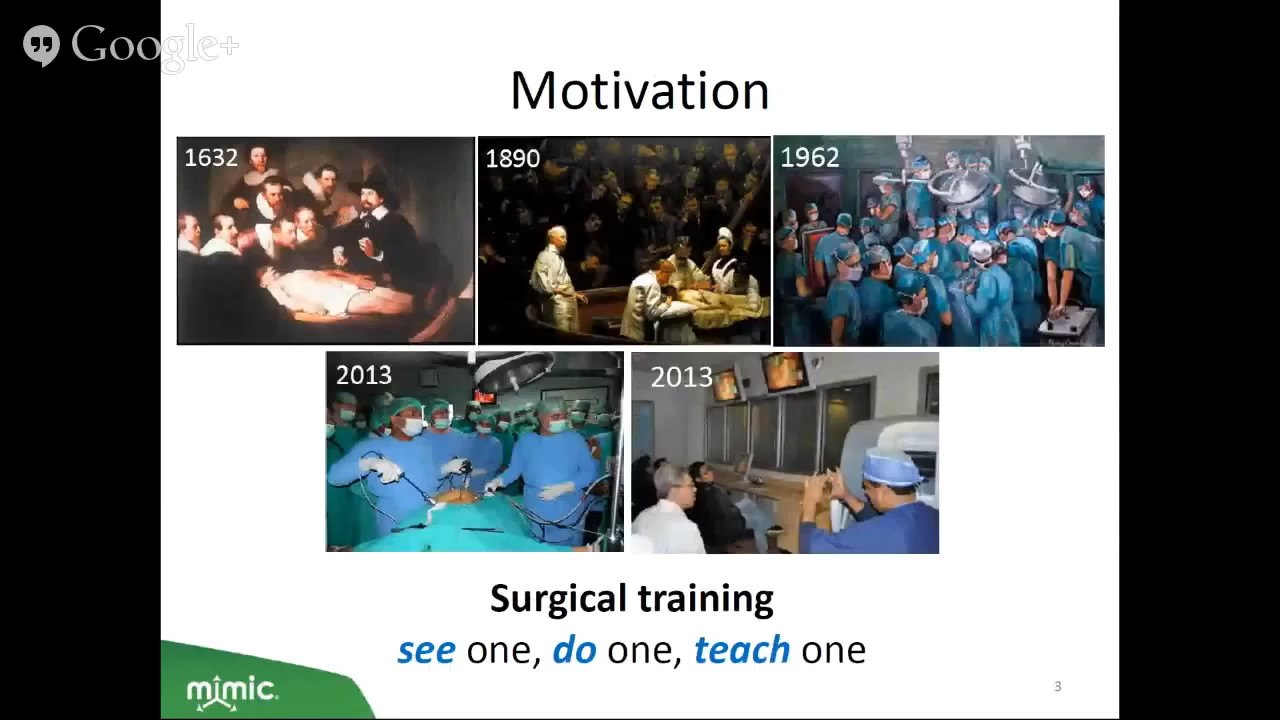 Google+
Motivation
1632
1890
1962
2013
2013
Surgical training
see one, do one, teach one
mimic
3